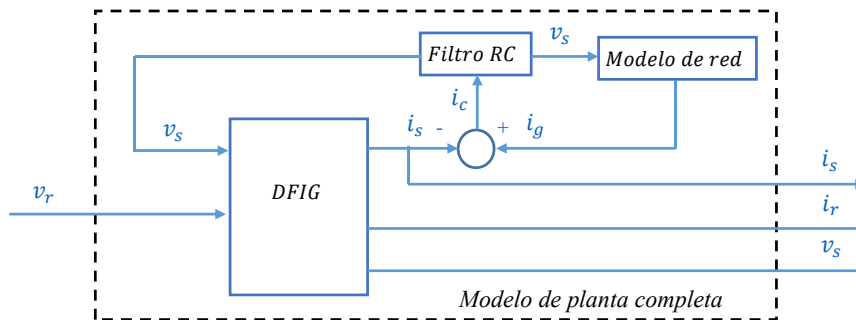 v_s
Filtro RC
Modelo de red
i_c
v_s
i_s - + i_g
i_s
v_r
DFIG
i_r
v_s
Modelo de planta completa